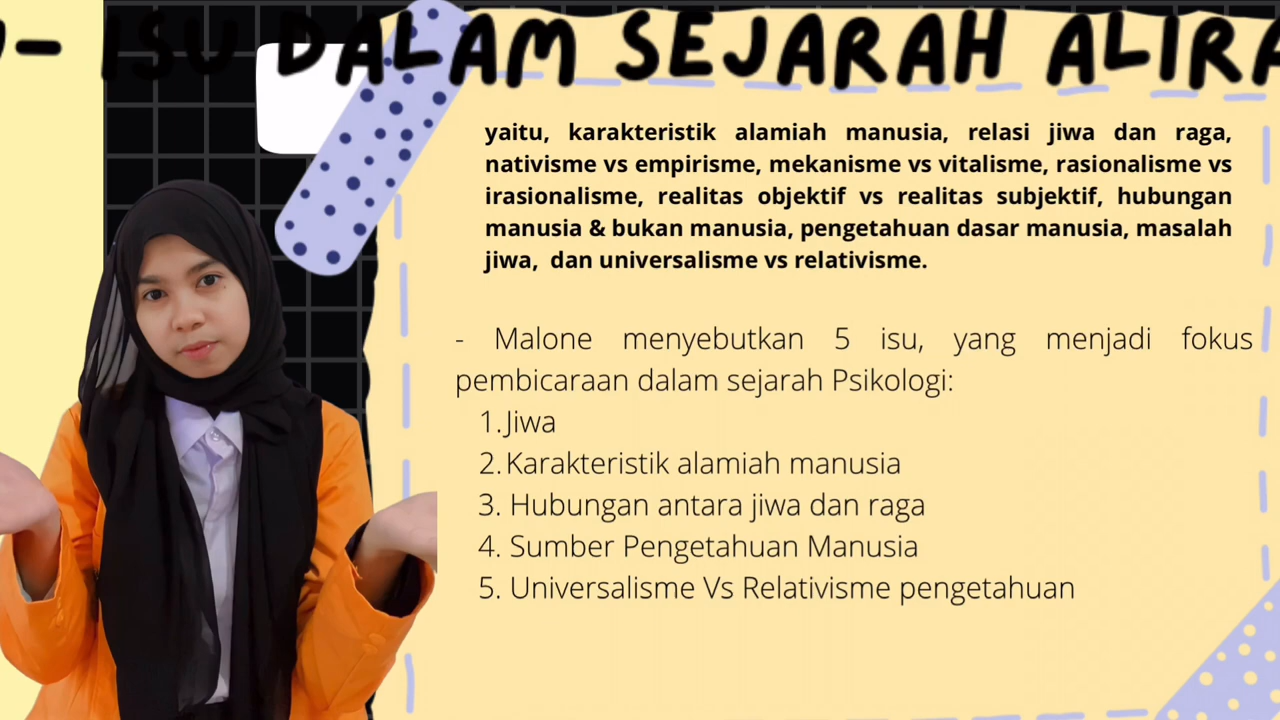 - ISU DALAM SEJARAH
yaitu, karakteristik alamiah manusia, relasi jiwa dan raga,
nativisme vs empirisme, mekanisme vs vitalisme, rasionalisme vs
irasionalisme, realitas objektif vs realitas subjektif, hubungan
manusia & bukan manusia, pengetahuan dasar manusia, masalah
jiwa, dan universalisme vs relativisme.
- Malone menyebutkan 5 isu, yang menjadi fokus
pembicaraan dalam sejarah Psikologi:
1. Jiwa
2. Karakteristik alamiah manusia
3. Hubungan antara jiwa dan raga
4. Sumber Pengetahuan Manusia
5. Universalisme Vs Relativisme pengetahuan